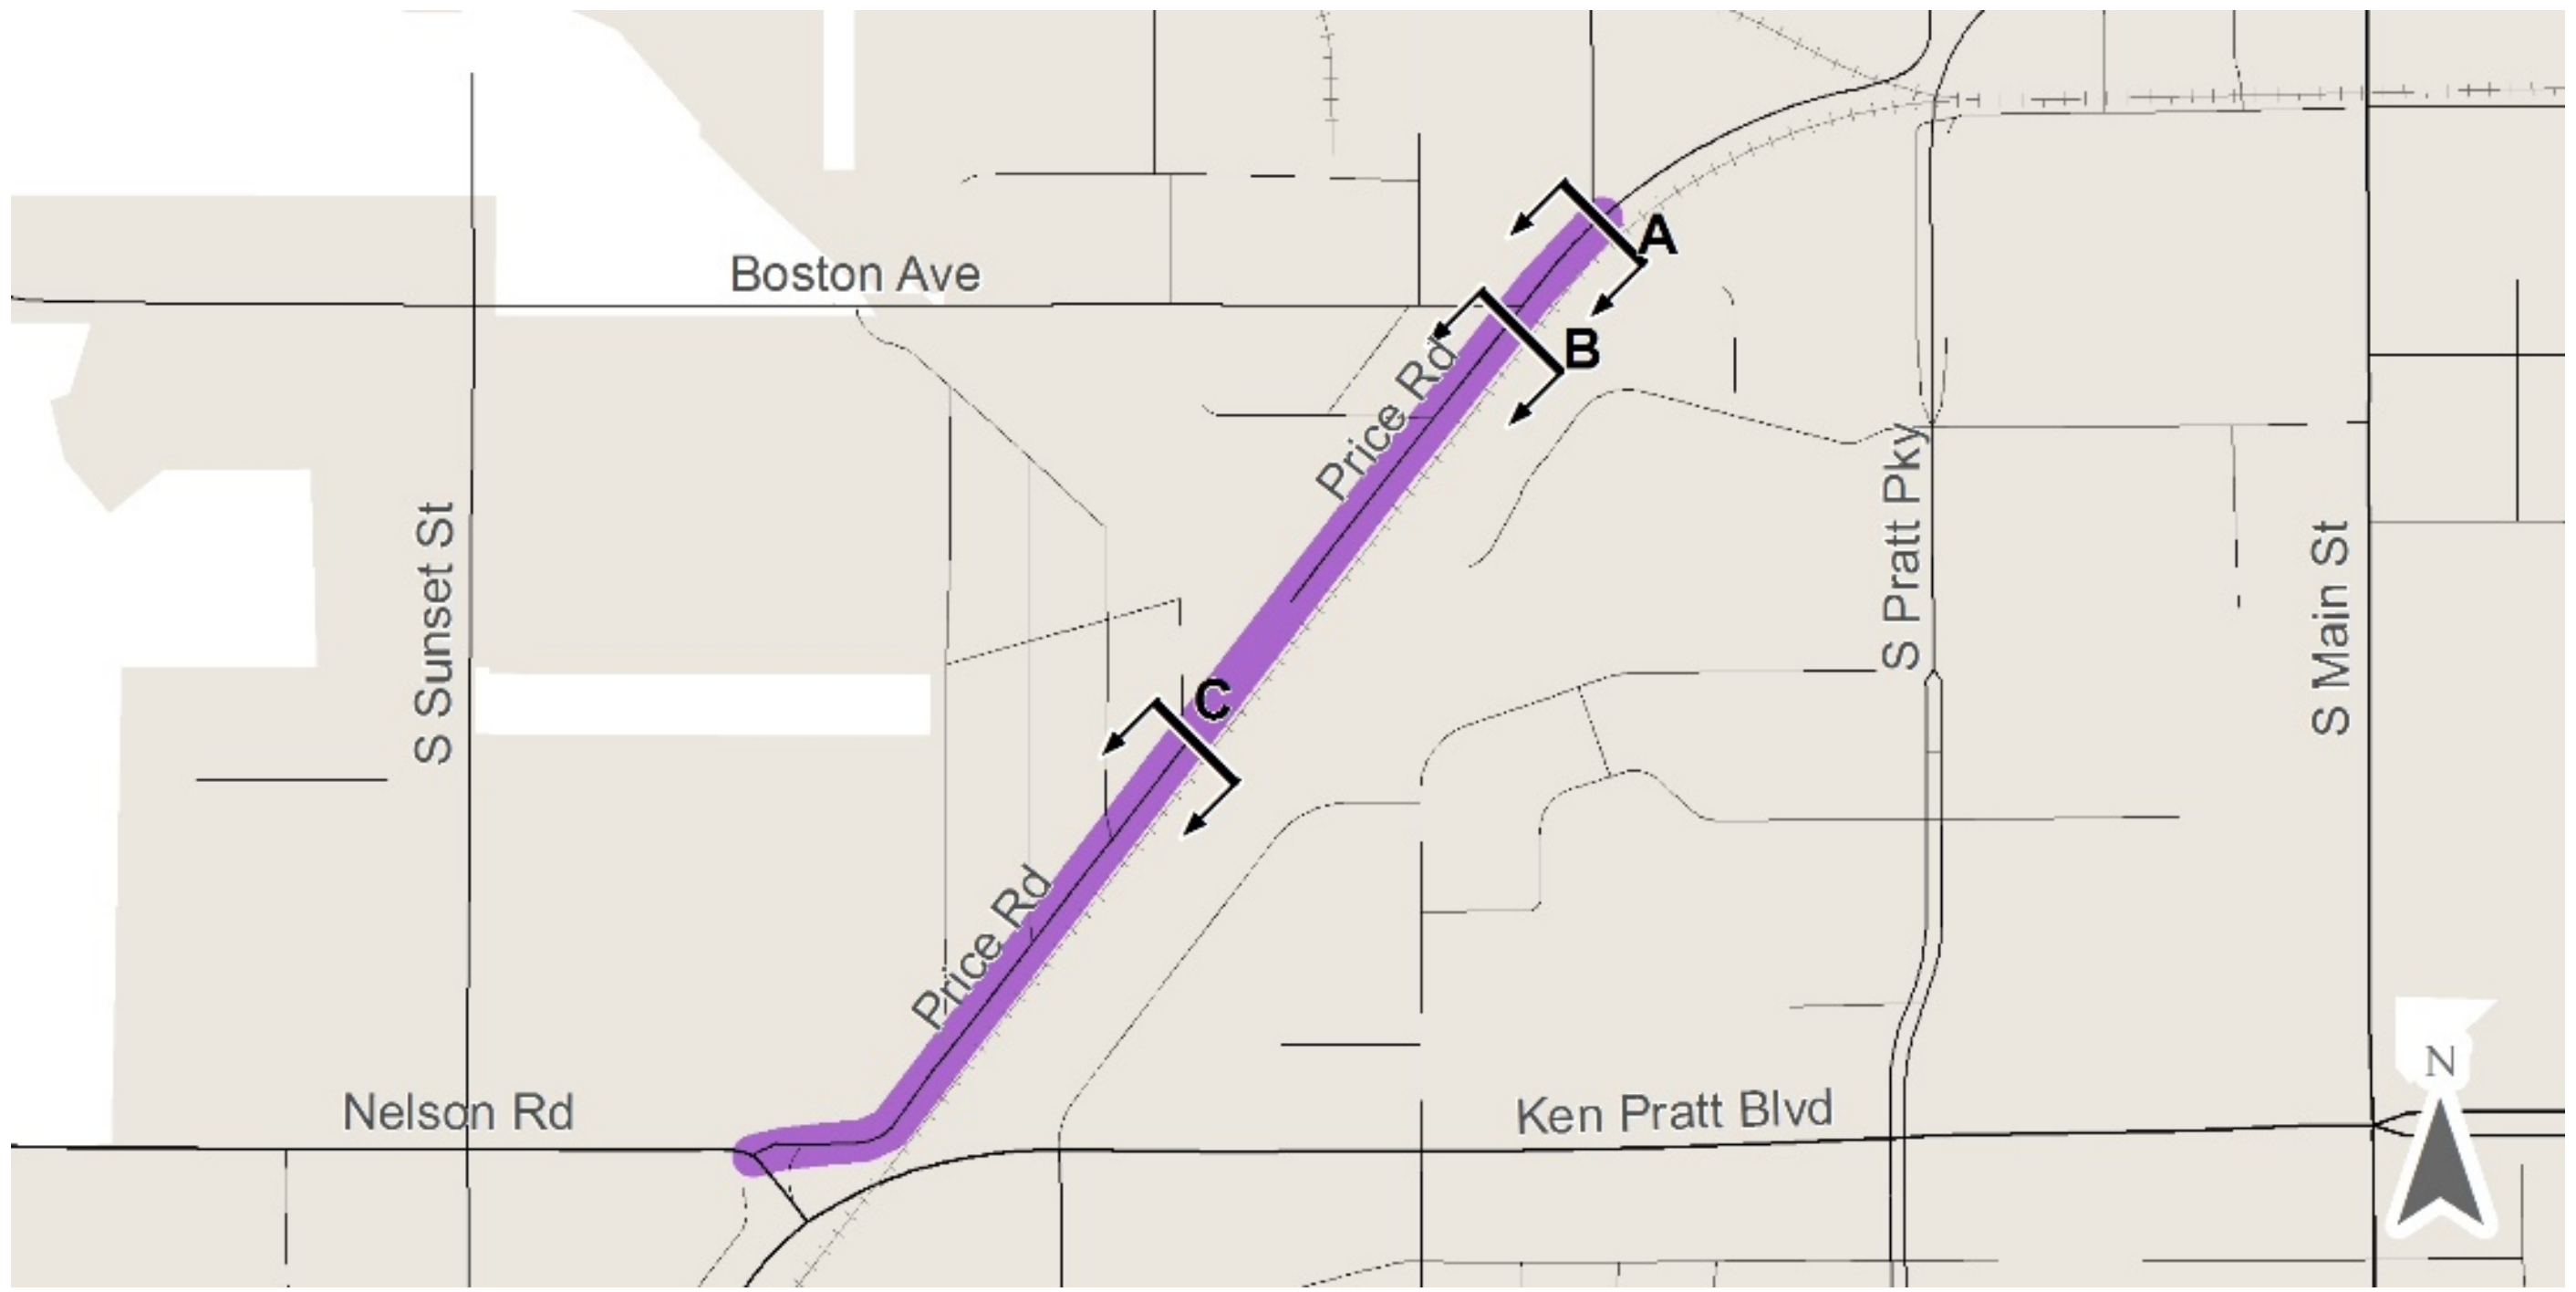 A
Boston Ave
B
Price Rd
S Pratt Pky
S Sunset St
S Main St
C
Price Rd
N
Nelson Rd
Ken Pratt Blvd